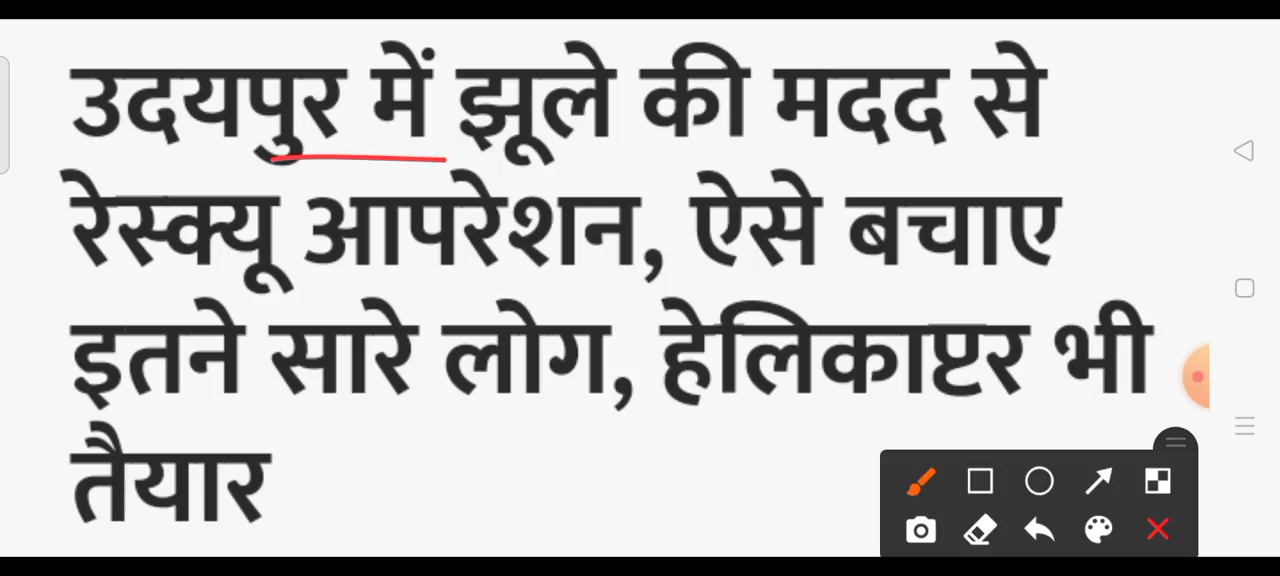 उदयपुर में झूले की मदद से
रेस्क्यू आपरेशन, ऐसे बचाए
इतने सारे लोग, हेलिकाप्टर भी
तैयार